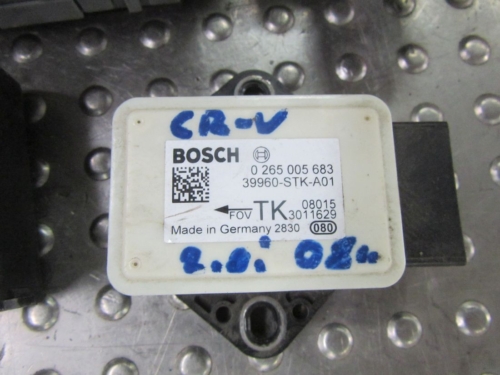 CR-V
BOSCH
0 265 005 683
39960-STK-A01
FOV TK 08015
3011629
Made in Germany 2830 080
2.0i 08r.